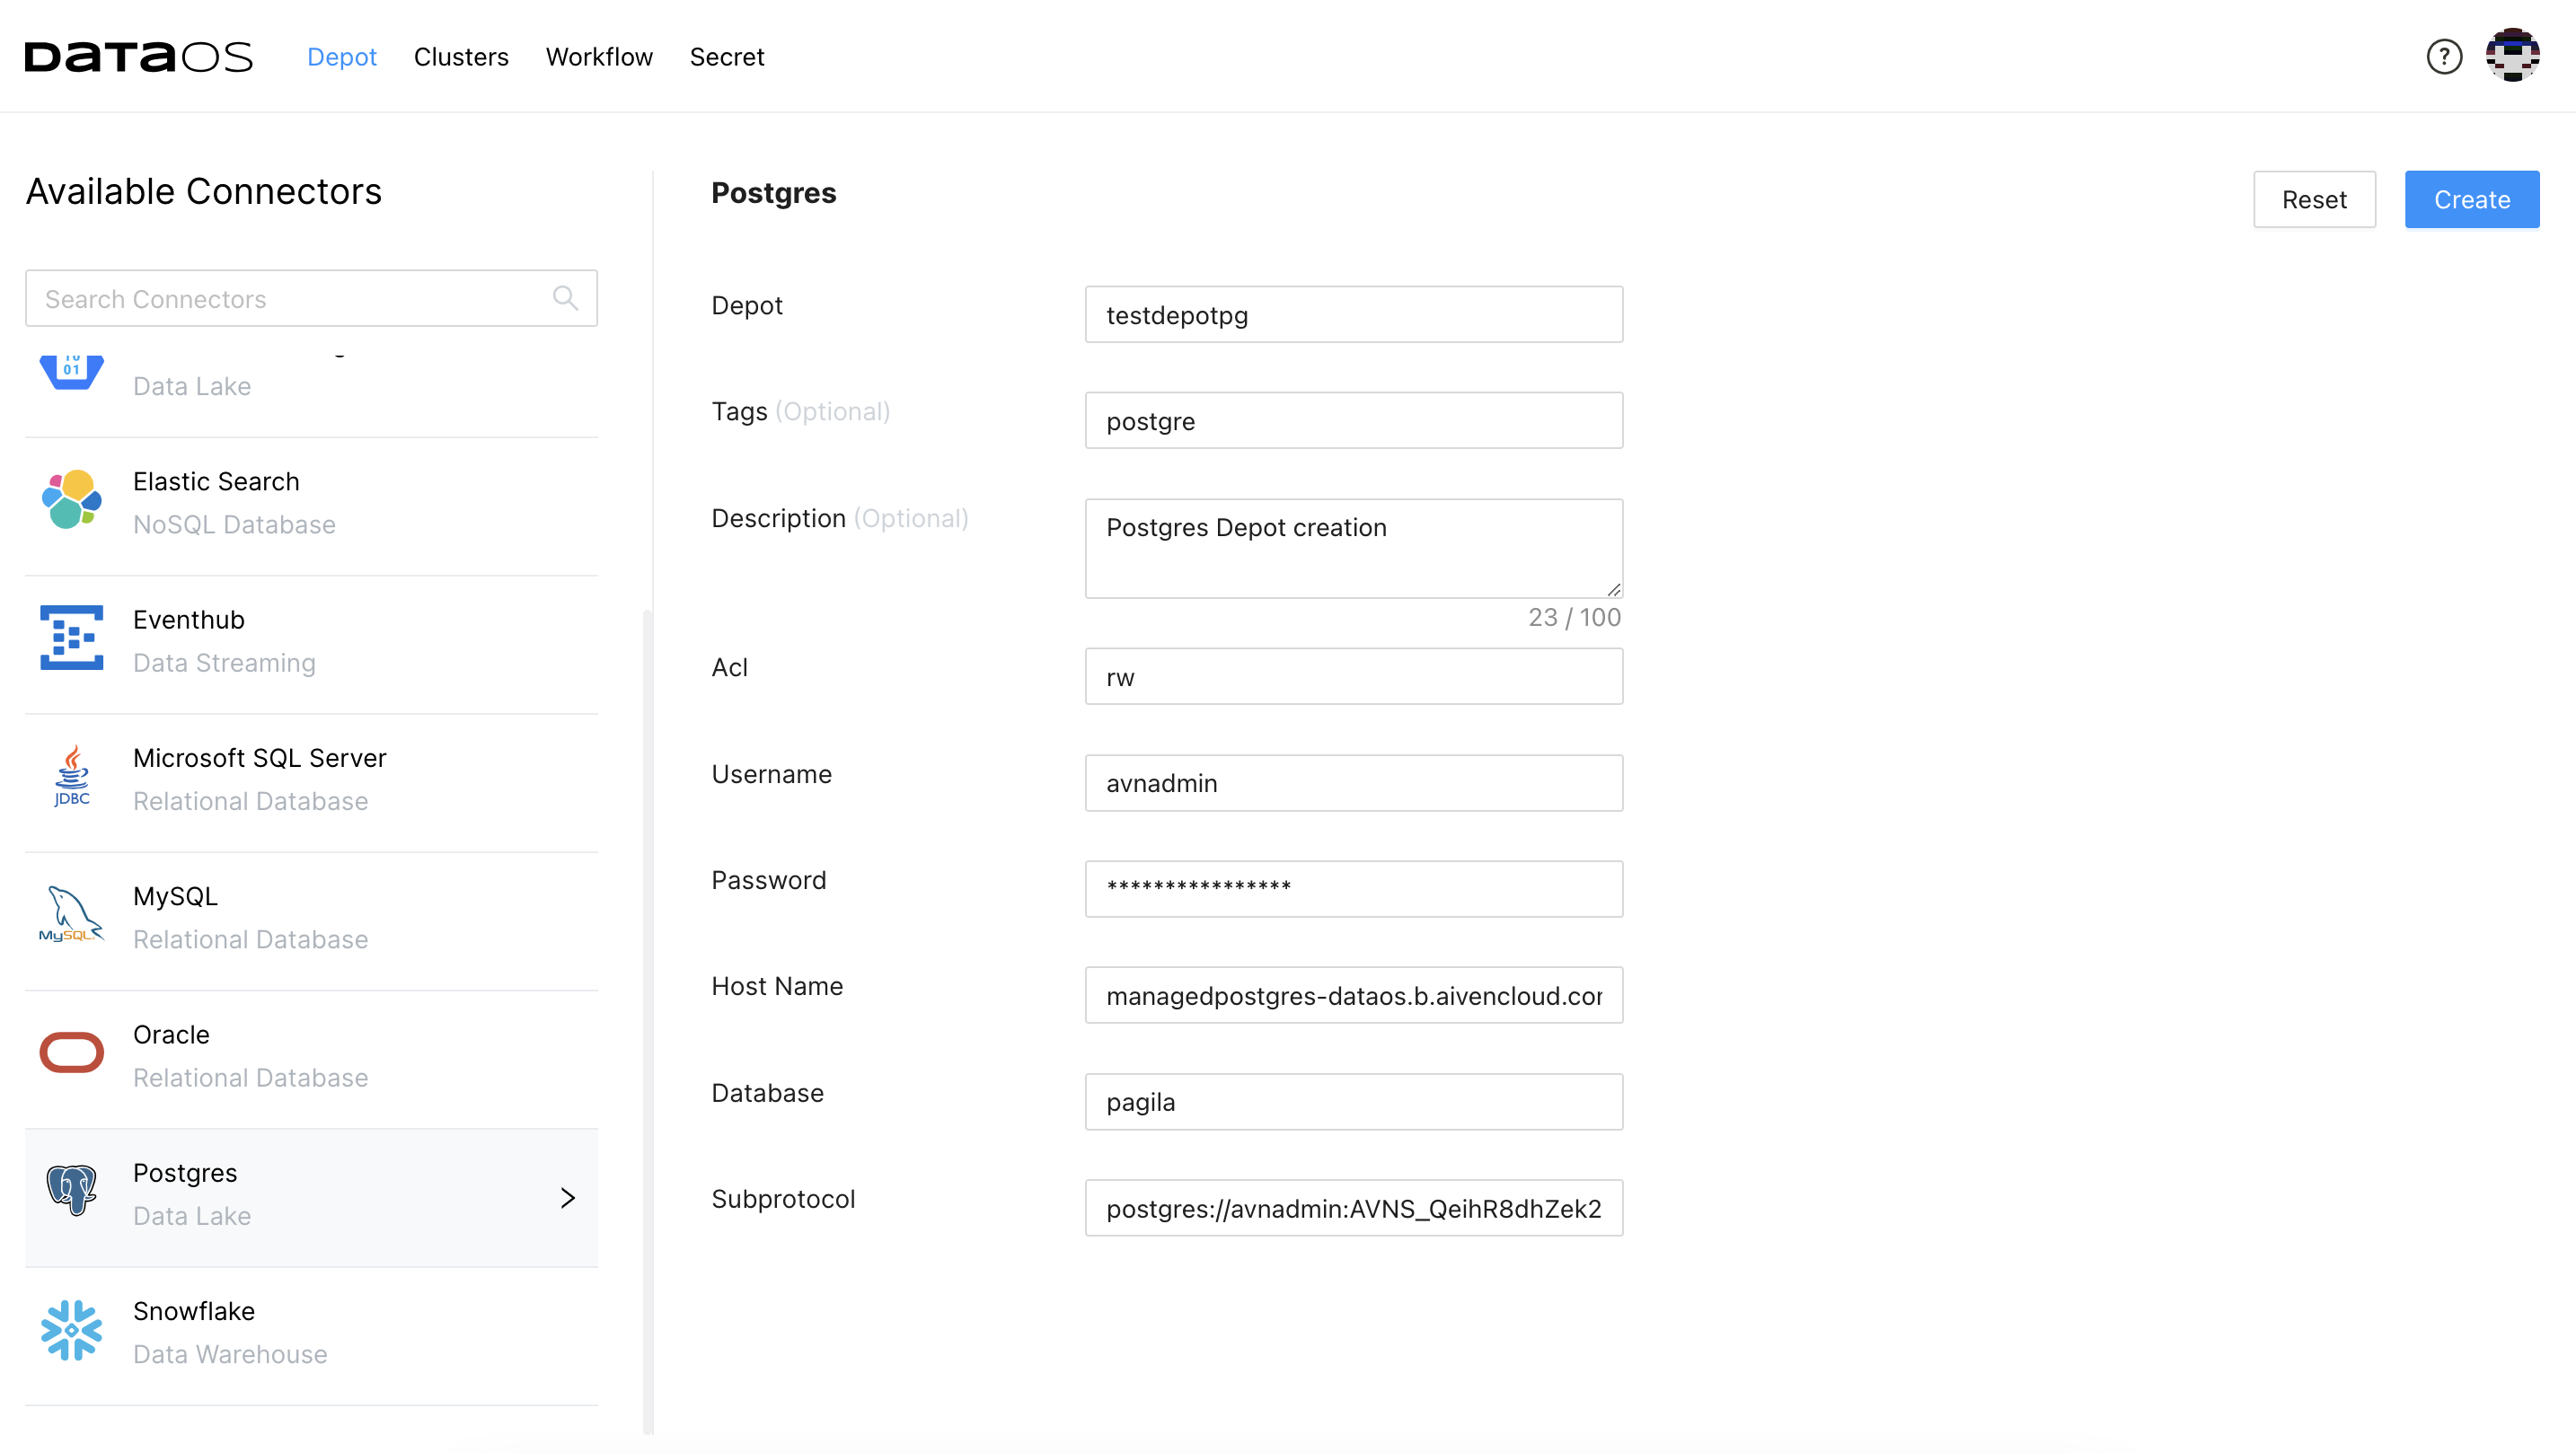 DATAOS
Depot
Clusters
Workflow
Secret
?
Available Connectors
Search Connectors
01
Data Lake
Elastic Search
NoSQL Database
Eventhub
Data Streaming
JDBC
Microsoft SQL Server
Relational Database
MySQL
MySQL
Relational Database
Oracle
Relational Database
Postgres
Data Lake
Snowflake
Data Warehouse
Postgres
Reset
Create
Depot
testdepotpg
Tags (Optional)
postgre
Description (Optional)
Postgres Depot creation
23 / 100
Acl
rw
Username
avnadmin
Password
****************
Host Name
managedpostgres-dataos.b.aivencloud.cor
Database
pagila
Subprotocol
postgres://avnadmin:AVNS_QeihR8dhZek2